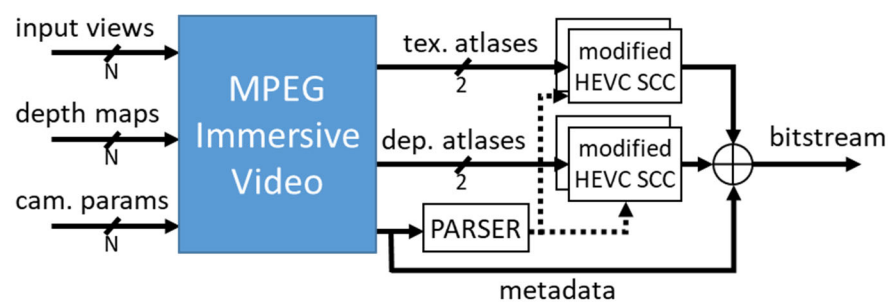 input views
N
depth maps
N
cam. params
N
MPEG
Immersive
Video
tex. atlases
2
dep. atlases
2
PARSER
modified
HEVC SCC
modified
HEVC SCC
bitstream
metadata